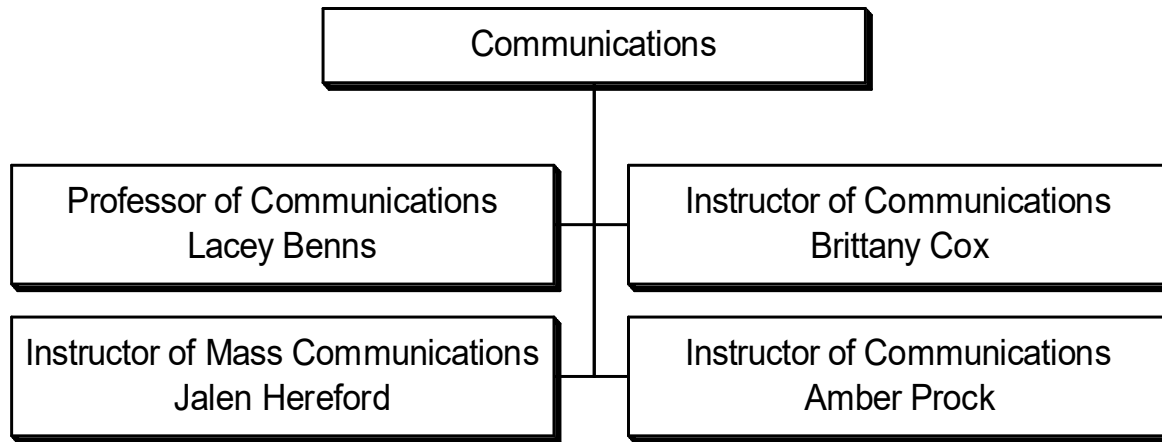 Communications
Professor of Communications
Lacey Benns
Instructor of Communications
Brittany Cox
Instructor of Mass Communications
Jalen Hereford
Instructor of Communications
Amber Prock